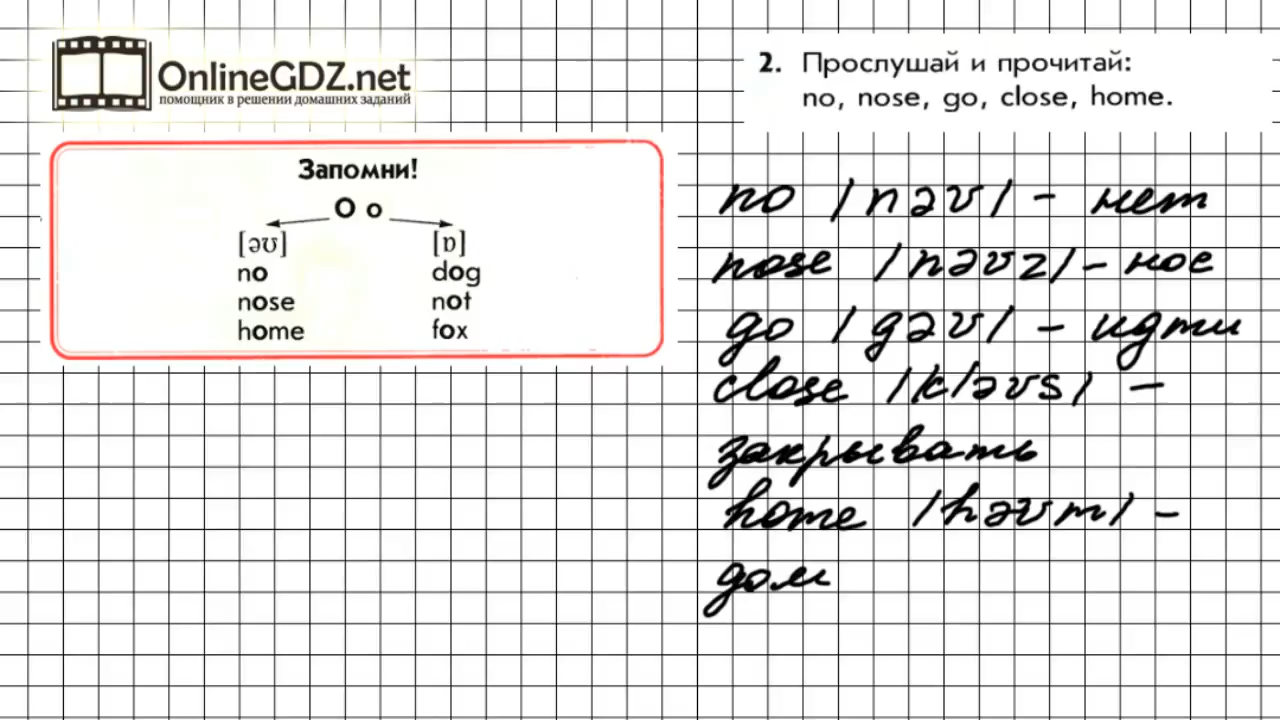 OnlineGDZ.net
помощник в решении домашних заданий
Запомни!
O o
[əʊ] [ɒ]
no dog
nose not
home fox
2. Прослушай и прочитай:
no, nose, go, close, home.
no /nəʊ/ – нет
nose /nəʊz/ – нос
go /gəʊ/ – идти
close /kləʊs/ –
закрывать
home /həʊm/ –
дом